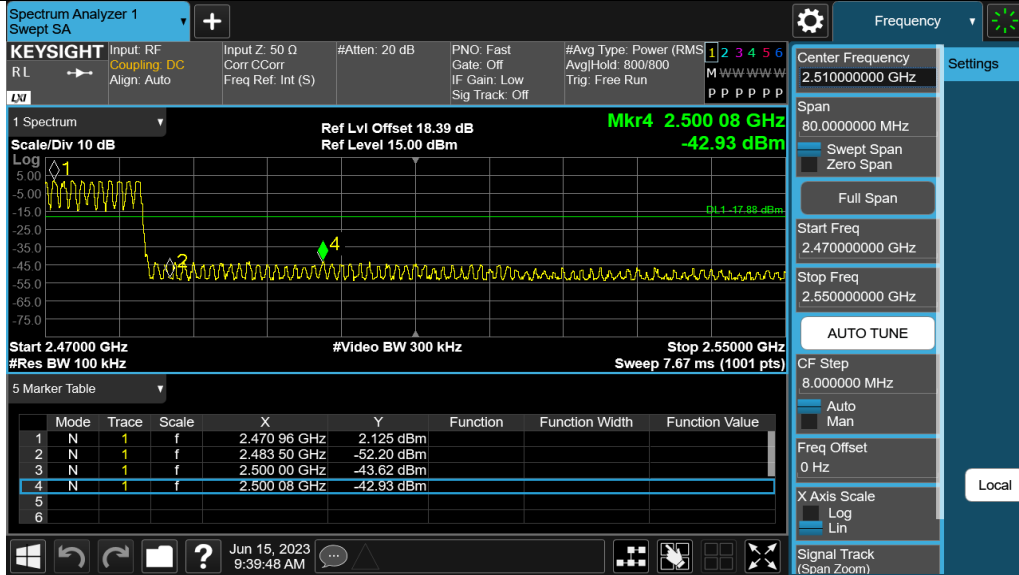 Spectrum Analyzer 1
Swept SA
+
Frequency
KEYSIGHT
RL
LXI
Input: RF
Coupling: DC
Align: Auto
Input Z: 50 Ω
Corr CCorr
Freq Ref: Int (S)
#Atten: 20 dB
PNO: Fast
Gate: Off
IF Gain: Low
Sig Track: Off
#Avg Type: Power (RMS
Avg|Hold: 800/800
Trig: Free Run
1 2 3 4 5 6
M W W W W W
P P P P P P
1 Spectrum
Scale/Div 10 dB
Ref Lvl Offset 18.39 dB
Ref Level 15.00 dBm
Mkr4 2.500 08 GHz
-42.93 dBm
Log
5.00
-5.00
-15.0
-25.0
-35.0
-45.0
-55.0
-65.0
-75.0
1
2
4
DL1 -17.88 dBm
Start 2.47000 GHz
#Video BW 300 kHz
Stop 2.55000 GHz
#Res BW 100 kHz
Sweep 7.67 ms (1001 pts)
5 Marker Table
Mode Trace Scale X Y Function Function Width Function Value
1 N 1 f 2.470 96 GHz 2.125 dBm
2 N 1 f 2.483 50 GHz -52.20 dBm
3 N 1 f 2.500 00 GHz -43.62 dBm
4 N 1 f 2.500 08 GHz -42.93 dBm
5
6
?
Jun 15, 2023
9:39:48 AM
Center Frequency
2.510000000 GHz
Settings
Span
80.0000000 MHz
Swept Span
Zero Span
Full Span
Start Freq
2.470000000 GHz
Stop Freq
2.550000000 GHz
AUTO TUNE
CF Step
8.000000 MHz
Auto
Man
Freq Offset
0 Hz
Local
X Axis Scale
Log
Lin
Signal Track
(Span Zoom)